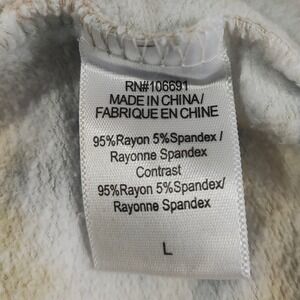 RN#106691
MADE IN CHINA/
FABRIQUE EN CHINE
95%Rayon 5%Spandex /
Rayonne Spandex
Contrast
95%Rayon 5%Spandex/
Rayonne Spandex
L